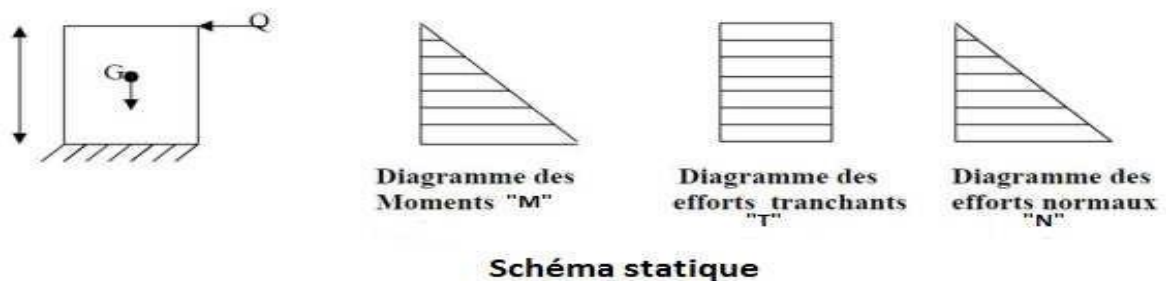 Q
G
Diagramme des
Moments "M"
Diagramme des
efforts tranchants
"T"
Diagramme des
efforts normaux
"N"
Schéma statique